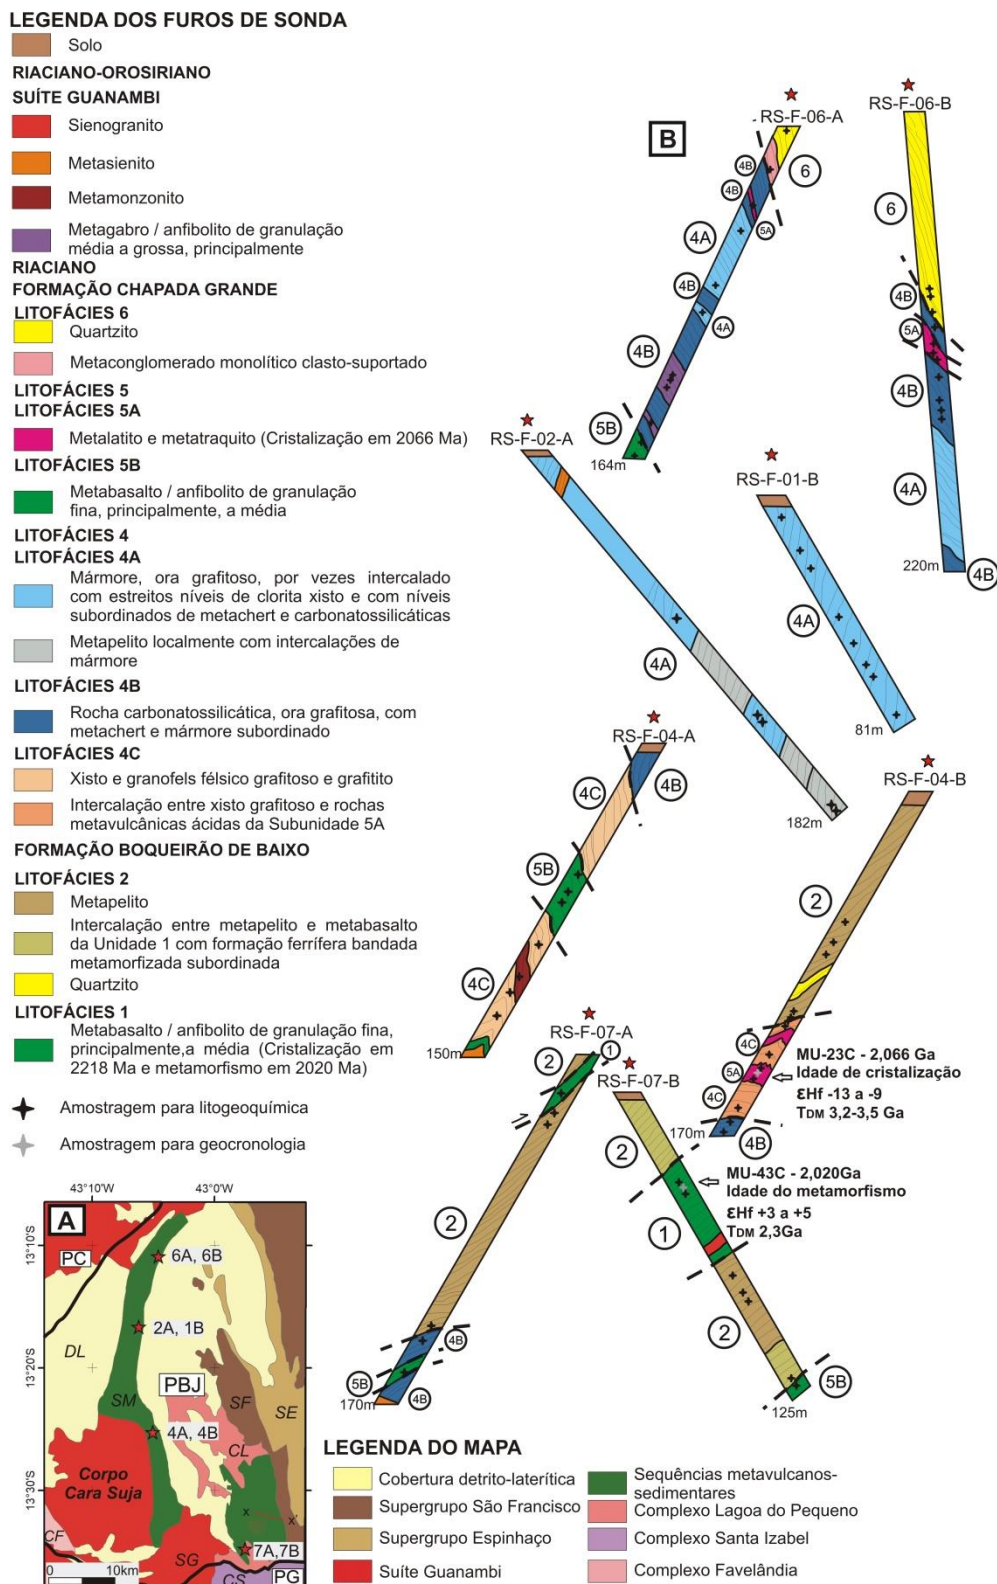 LEGENDA DOS FUROS DE SONDA
Solo
RIACIANO-OROSIRIANO
SUÍTE GUANAMBI
Sienogranito
Metasienito
Metamonzonito
Metagabro / anfibolito de granulação
média a grossa, principalmente
RIACIANO
FORMAÇÃO CHAPADA GRANDE
LITOFÁCIES 6
Quartzito
Metaconglomerado monolítico clasto-suportado
LITOFÁCIES 5
LITOFÁCIES 5A
Metalatito e metatraquito (Cristalização em 2066 Ma)
LITOFÁCIES 5B
Metabasalto / anfibolito de granulação
fina, principalmente, a média
LITOFÁCIES 4
LITOFÁCIES 4A
Mármore, ora grafitoso, por vezes intercalado
com estreitos níveis de clorita xisto e com níveis
subordinados de metachert e carbonatossilicáticas
Metapelito localmente com intercalações de
mármore
LITOFÁCIES 4B
Rocha carbonatossilicática, ora grafitosa, com
metachert e mármore subordinado
LITOFÁCIES 4C
Xisto e granofels félsico grafitoso e grafitito
Intercalação entre xisto grafitoso e rochas
metavulcânicas ácidas da Subunidade 5A
FORMAÇÃO BOQUEIRÃO DE BAIXO
LITOFÁCIES 2
Metapelito
Intercalação entre metapelito e metabasalto
da Unidade 1 com formação ferrífera bandada
metamorfizada subordinada
Quartzito
LITOFÁCIES 1
Metabasalto / anfibolito de granulação fina,
principalmente,a média (Cristalização em
2218 Ma e metamorfismo em 2020 Ma)
Amostragem para litogeoquímica
Amostragem para geocronologia
B
RS-F-06-A
4B
6
4B
5A
4A
4B
4A
4B
5B
164m
RS-F-06-B
6
4B
5A
4B
4A
220m
4B
RS-F-02-A
4A
182m
RS-F-01-B
4A
81m
RS-F-04-A
4C
4B
5B
4C
150m
RS-F-04-B
2
4C
5A
4C
170m
4B
MU-23C - 2,066 Ga
Idade de cristalização
εHf -13 a -9
TDM 3,2-3,5 Ga
RS-F-07-A
1
2
2
4B
5B
170m
4B
RS-F-07-B
2
1
2
5B
125m
MU-43C - 2,020Ga
Idade do metamorfismo
εHf +3 a +5
TDM 2,3Ga
A
43°10'W
43°0'W
13°10'S
13°20'S
13°30'S
PC
6A, 6B
DL
2A, 1B
PBJ
SM
SF
SE
4A, 4B
CL
Corpo
Cara Suja
X
X'
CF
SG
7A,7B
CS
PG
0
10km
LEGENDA DO MAPA
Cobertura detrito-laterítica
Supergrupo São Francisco
Supergrupo Espinhaço
Suíte Guanambi
Sequências metavulcanos-
sedimentares
Complexo Lagoa do Pequeno
Complexo Santa Izabel
Complexo Favelândia